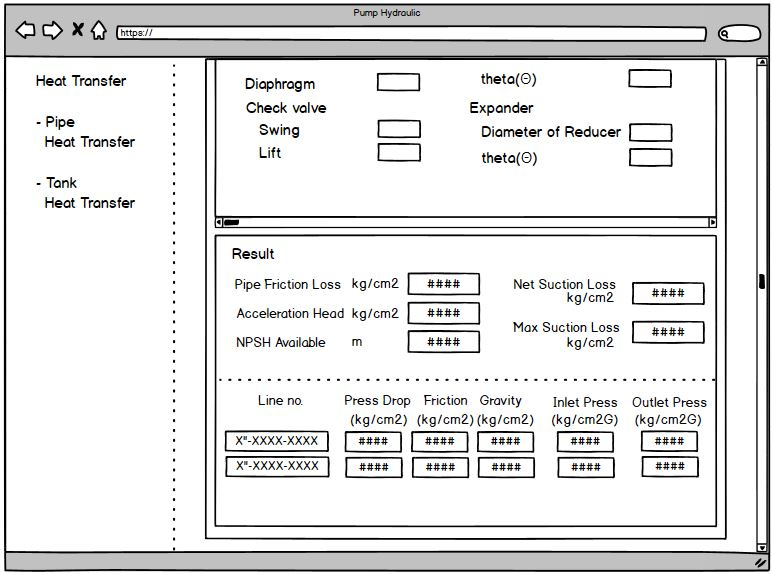 Pump Hydraulic
https://
Heat Transfer
- Pipe
Heat Transfer
- Tank
Heat Transfer
Diaphragm
Check valve
Swing
Lift
theta(Θ)
Expander
Diameter of Reducer
theta(Θ)
Result
Pipe Friction Loss kg/cm2 ####
Acceleration Head kg/cm2 ####
NPSH Available m ####
Net Suction Loss
kg/cm2 ####
Max Suction Loss
kg/cm2 ####
Line no. Press Drop Friction Gravity Inlet Press Outlet Press
(kg/cm2) (kg/cm2) (kg/cm2) (kg/cm2G) (kg/cm2G)
X"-XXXX-XXXX #### #### #### #### ####
X"-XXXX-XXXX #### #### #### #### ####